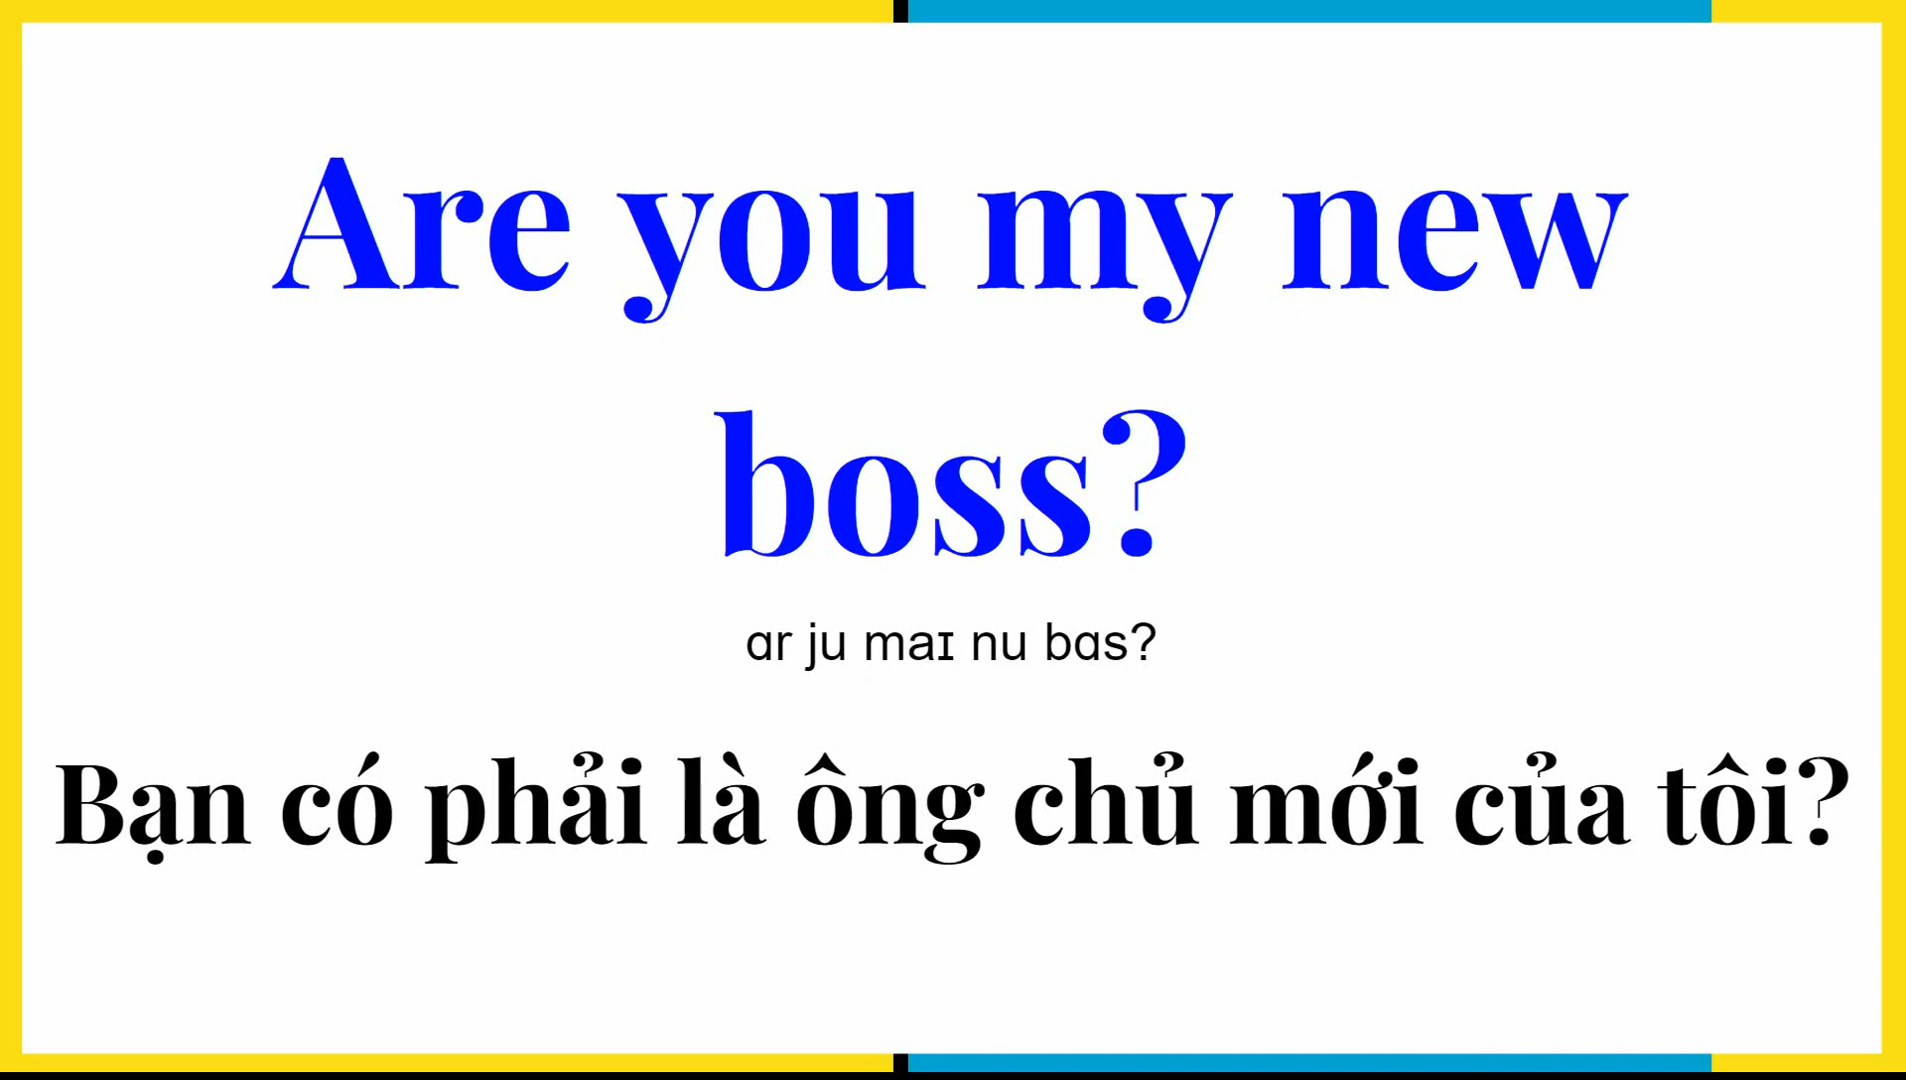 Are you my new
boss?
ɑr ju maɪ nu bɑs?
Bạn có phải là ông chủ mới của tôi?